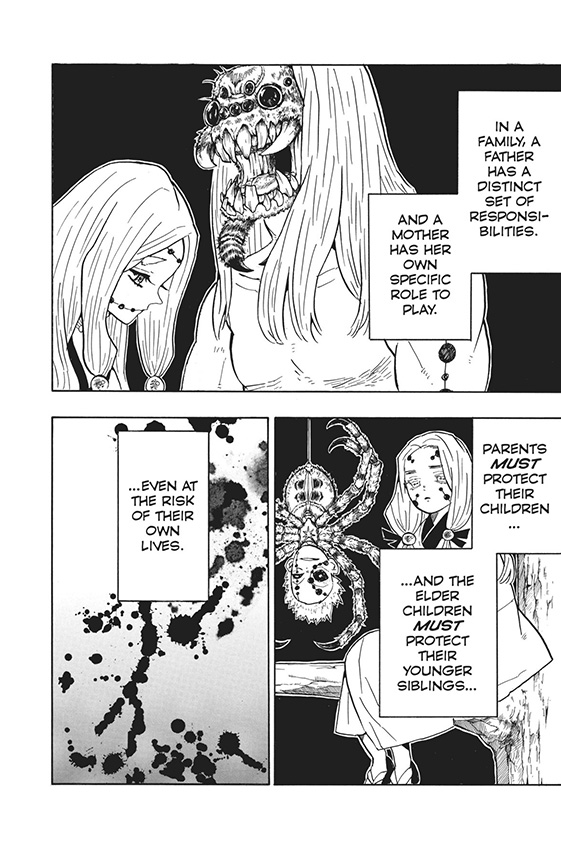 IN A
FAMILY, A
FATHER
HAS A
DISTINCT
SET OF
RESPONSI-
BILITIES.
AND A
MOTHER
HAS HER
OWN
SPECIFIC
ROLE TO
PLAY.
PARENTS
MUST
PROTECT
THEIR
CHILDREN
...
...AND THE
ELDER
CHILDREN
MUST
PROTECT
THEIR
YOUNGER
SIBLINGS...
...EVEN AT
THE RISK
OF THEIR
OWN
LIVES.